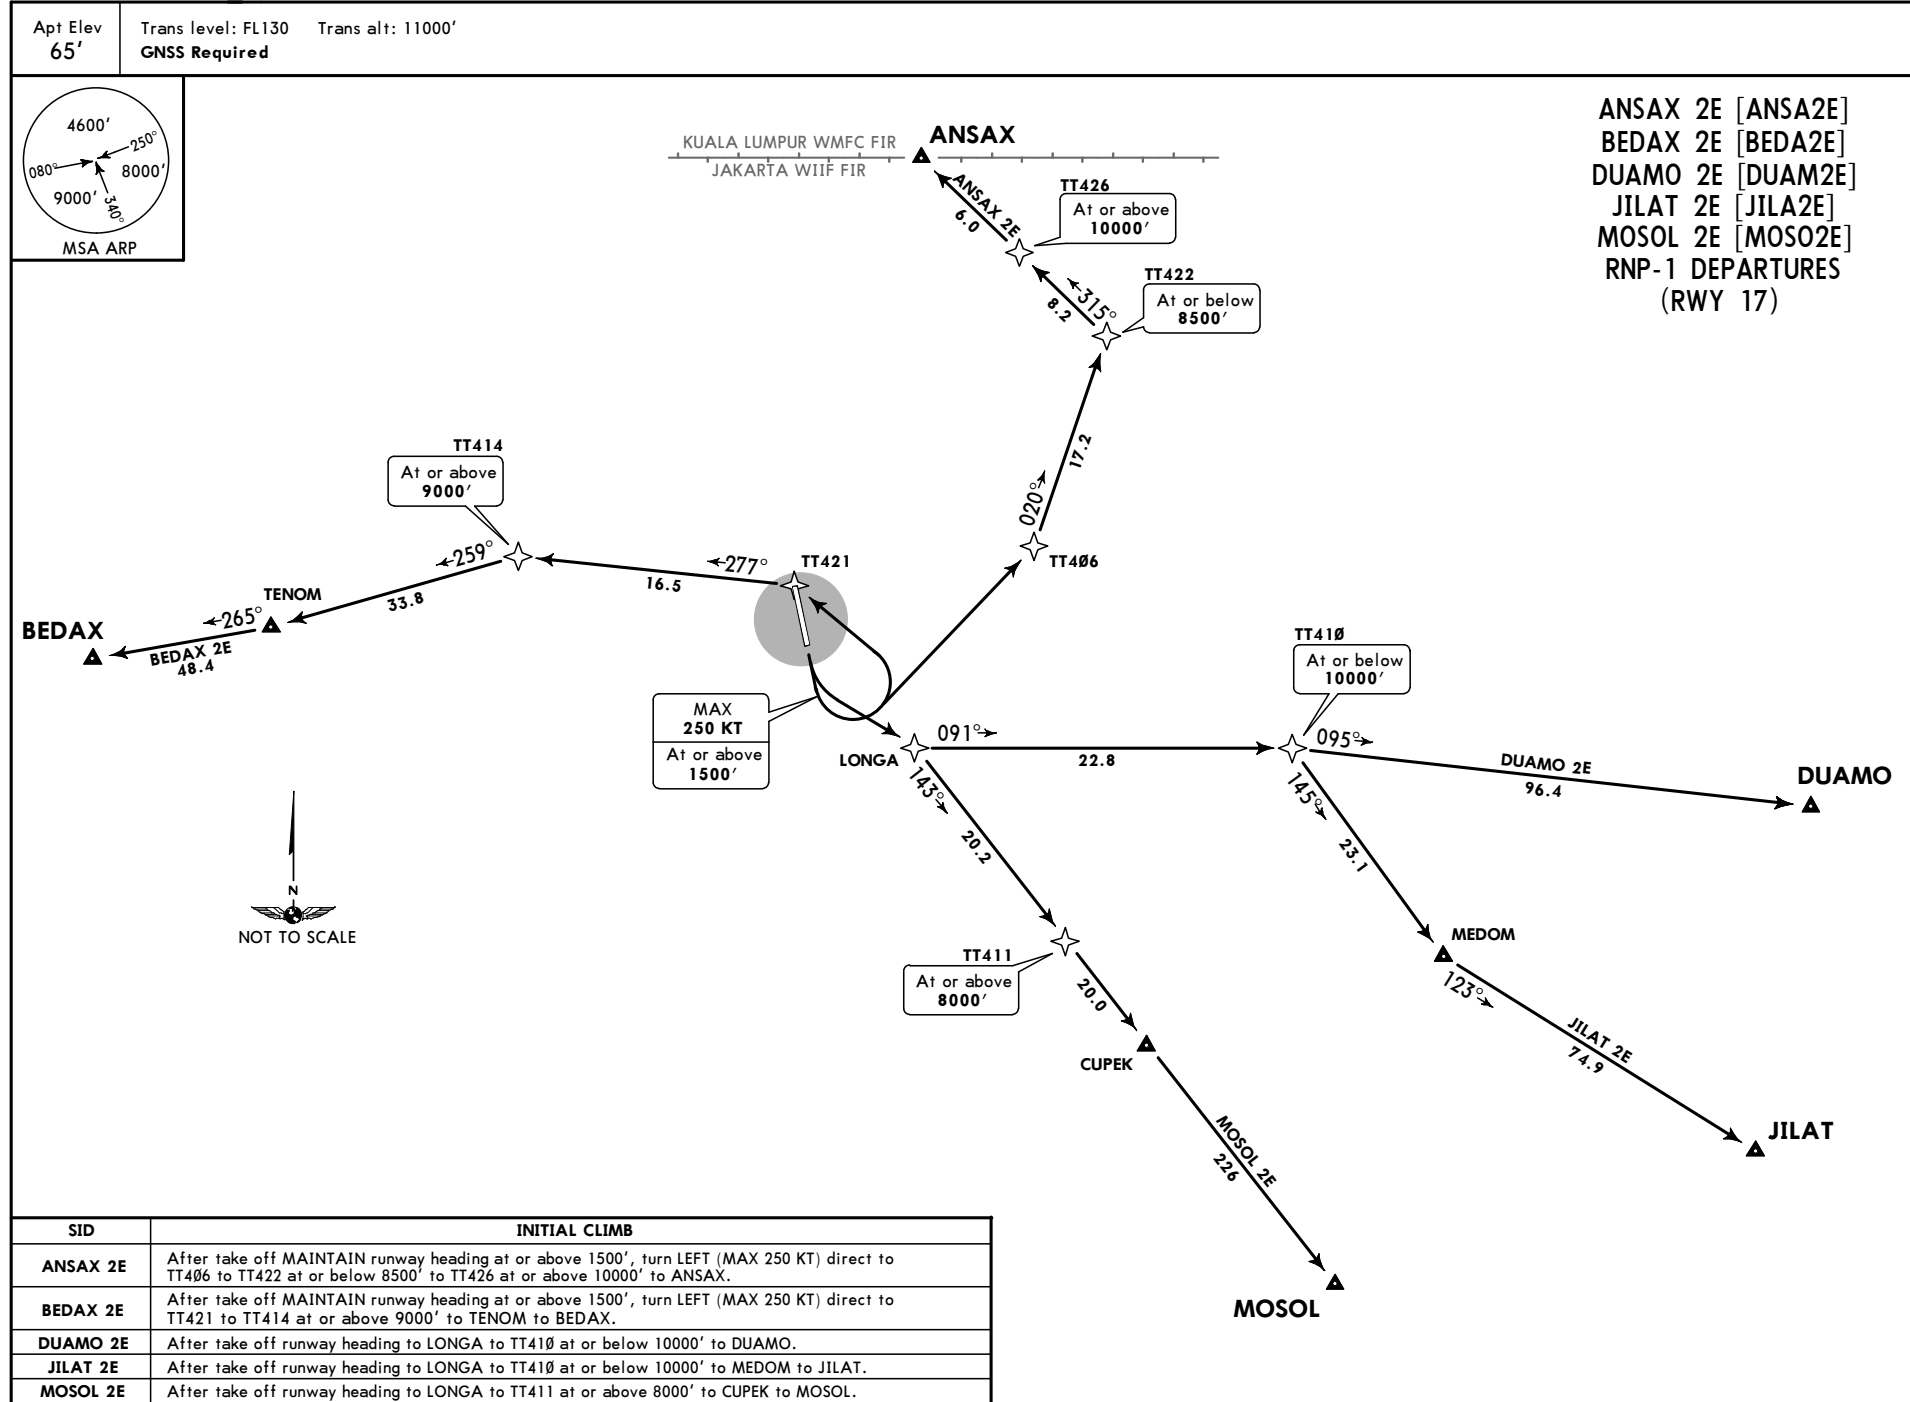 Apt Elev
65'
Trans level: FL130 Trans alt: 11000'
GNSS Required
4600'
250°
080°
8000'
9000'
340°
MSA ARP
ANSAX 2E [ANSA2E]
BEDAX 2E [BEDA2E]
DUAMO 2E [DUAM2E]
JILAT 2E [JILA2E]
MOSOL 2E [MOSO2E]
RNP-1 DEPARTURES
(RWY 17)
KUALA LUMPUR WMFC FIR
JAKARTA WIIF FIR
ANSAX
ANSAX 2E
6.0
TT426
At or above
10000'
315°
8.2
TT422
At or below
8500'
17.2
020°
TT4Ø6
TT414
At or above
9000'
259°
33.8
277°
16.5
TT421
TENOM
265°
BEDAX
BEDAX 2E
48.4
MAX
250 KT
At or above
1500'
LONGA
091°
22.8
TT41Ø
At or below
10000'
095°
DUAMO 2E
96.4
DUAMO
143°
20.2
145°
23.1
MEDOM
123°
JILAT 2E
74.9
JILAT
TT411
At or above
8000'
20.0
CUPEK
MOSOL 2E
226
MOSOL
N
NOT TO SCALE
SID INITIAL CLIMB
ANSAX 2E
After take off MAINTAIN runway heading at or above 1500', turn LEFT (MAX 250 KT) direct to
TT4Ø6 to TT422 at or below 8500' to TT426 at or above 10000' to ANSAX.
BEDAX 2E
After take off MAINTAIN runway heading at or above 1500', turn LEFT (MAX 250 KT) direct to
TT421 to TT414 at or above 9000' to TENOM to BEDAX.
DUAMO 2E After take off runway heading to LONGA to TT41Ø at or below 10000' to DUAMO.
JILAT 2E After take off runway heading to LONGA to TT41Ø at or below 10000' to MEDOM to JILAT.
MOSOL 2E After take off runway heading to LONGA to TT411 at or above 8000' to CUPEK to MOSOL.